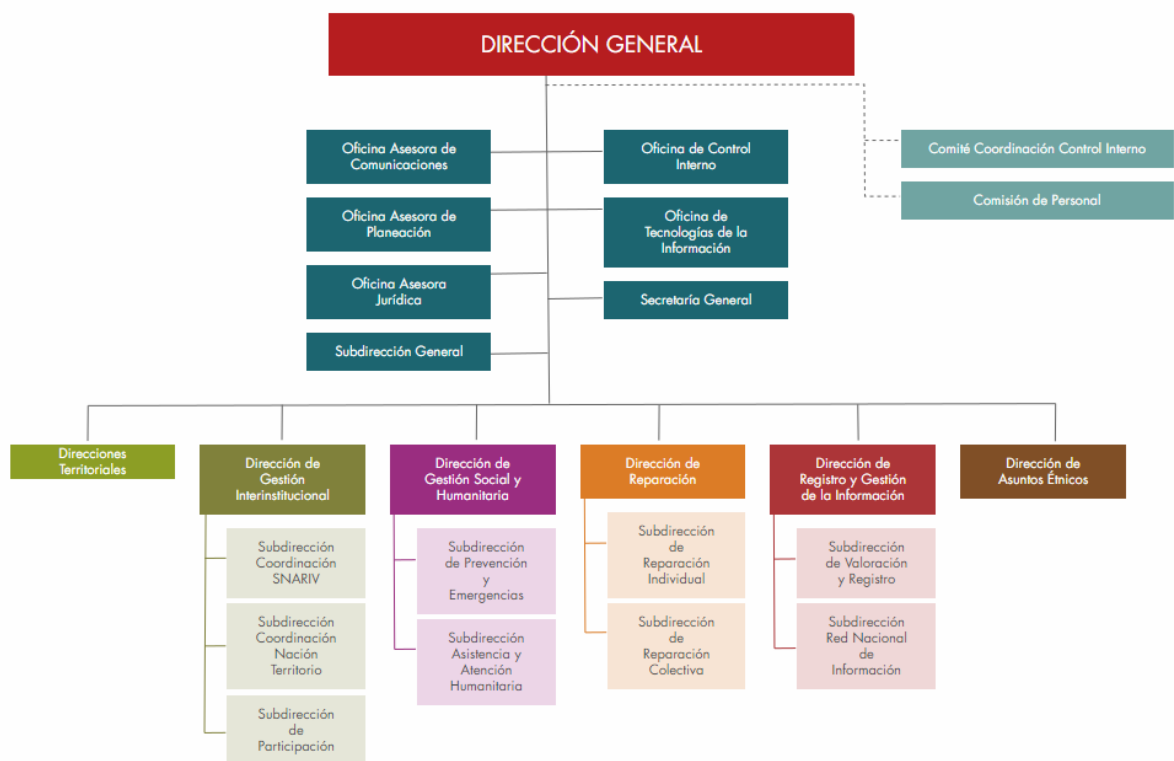 DIRECCIÓN GENERAL
Oficina Asesora de
Comunicaciones
Oficina de Control
Interno
Comité Coordinación Control Interno
Comisión de Personal
Oficina Asesora de
Planeación
Oficina de
Tecnologías de la
Información
Oficina Asesora
Jurídica
Secretaría General
Subdirección General
Direcciones
Territoriales
Dirección de
Gestión
Interinstitucional
Dirección de
Gestión Social y
Humanitaria
Dirección de
Reparación
Dirección de
Registro y Gestión
de la Información
Dirección de
Asuntos Étnicos
Subdirección
Coordinación
SNARIV
Subdirección
Coordinación
Nación
Territorio
Subdirección
de
Participación
Subdirección
de Prevención
y
Emergencias
Subdirección
Asistencia y
Atención
Humanitaria
Subdirección
de
Reparación
Individual
Subdirección
de
Reparación
Colectiva
Subdirección
de Valoración
y Registro
Subdirección
Red Nacional
de
Información